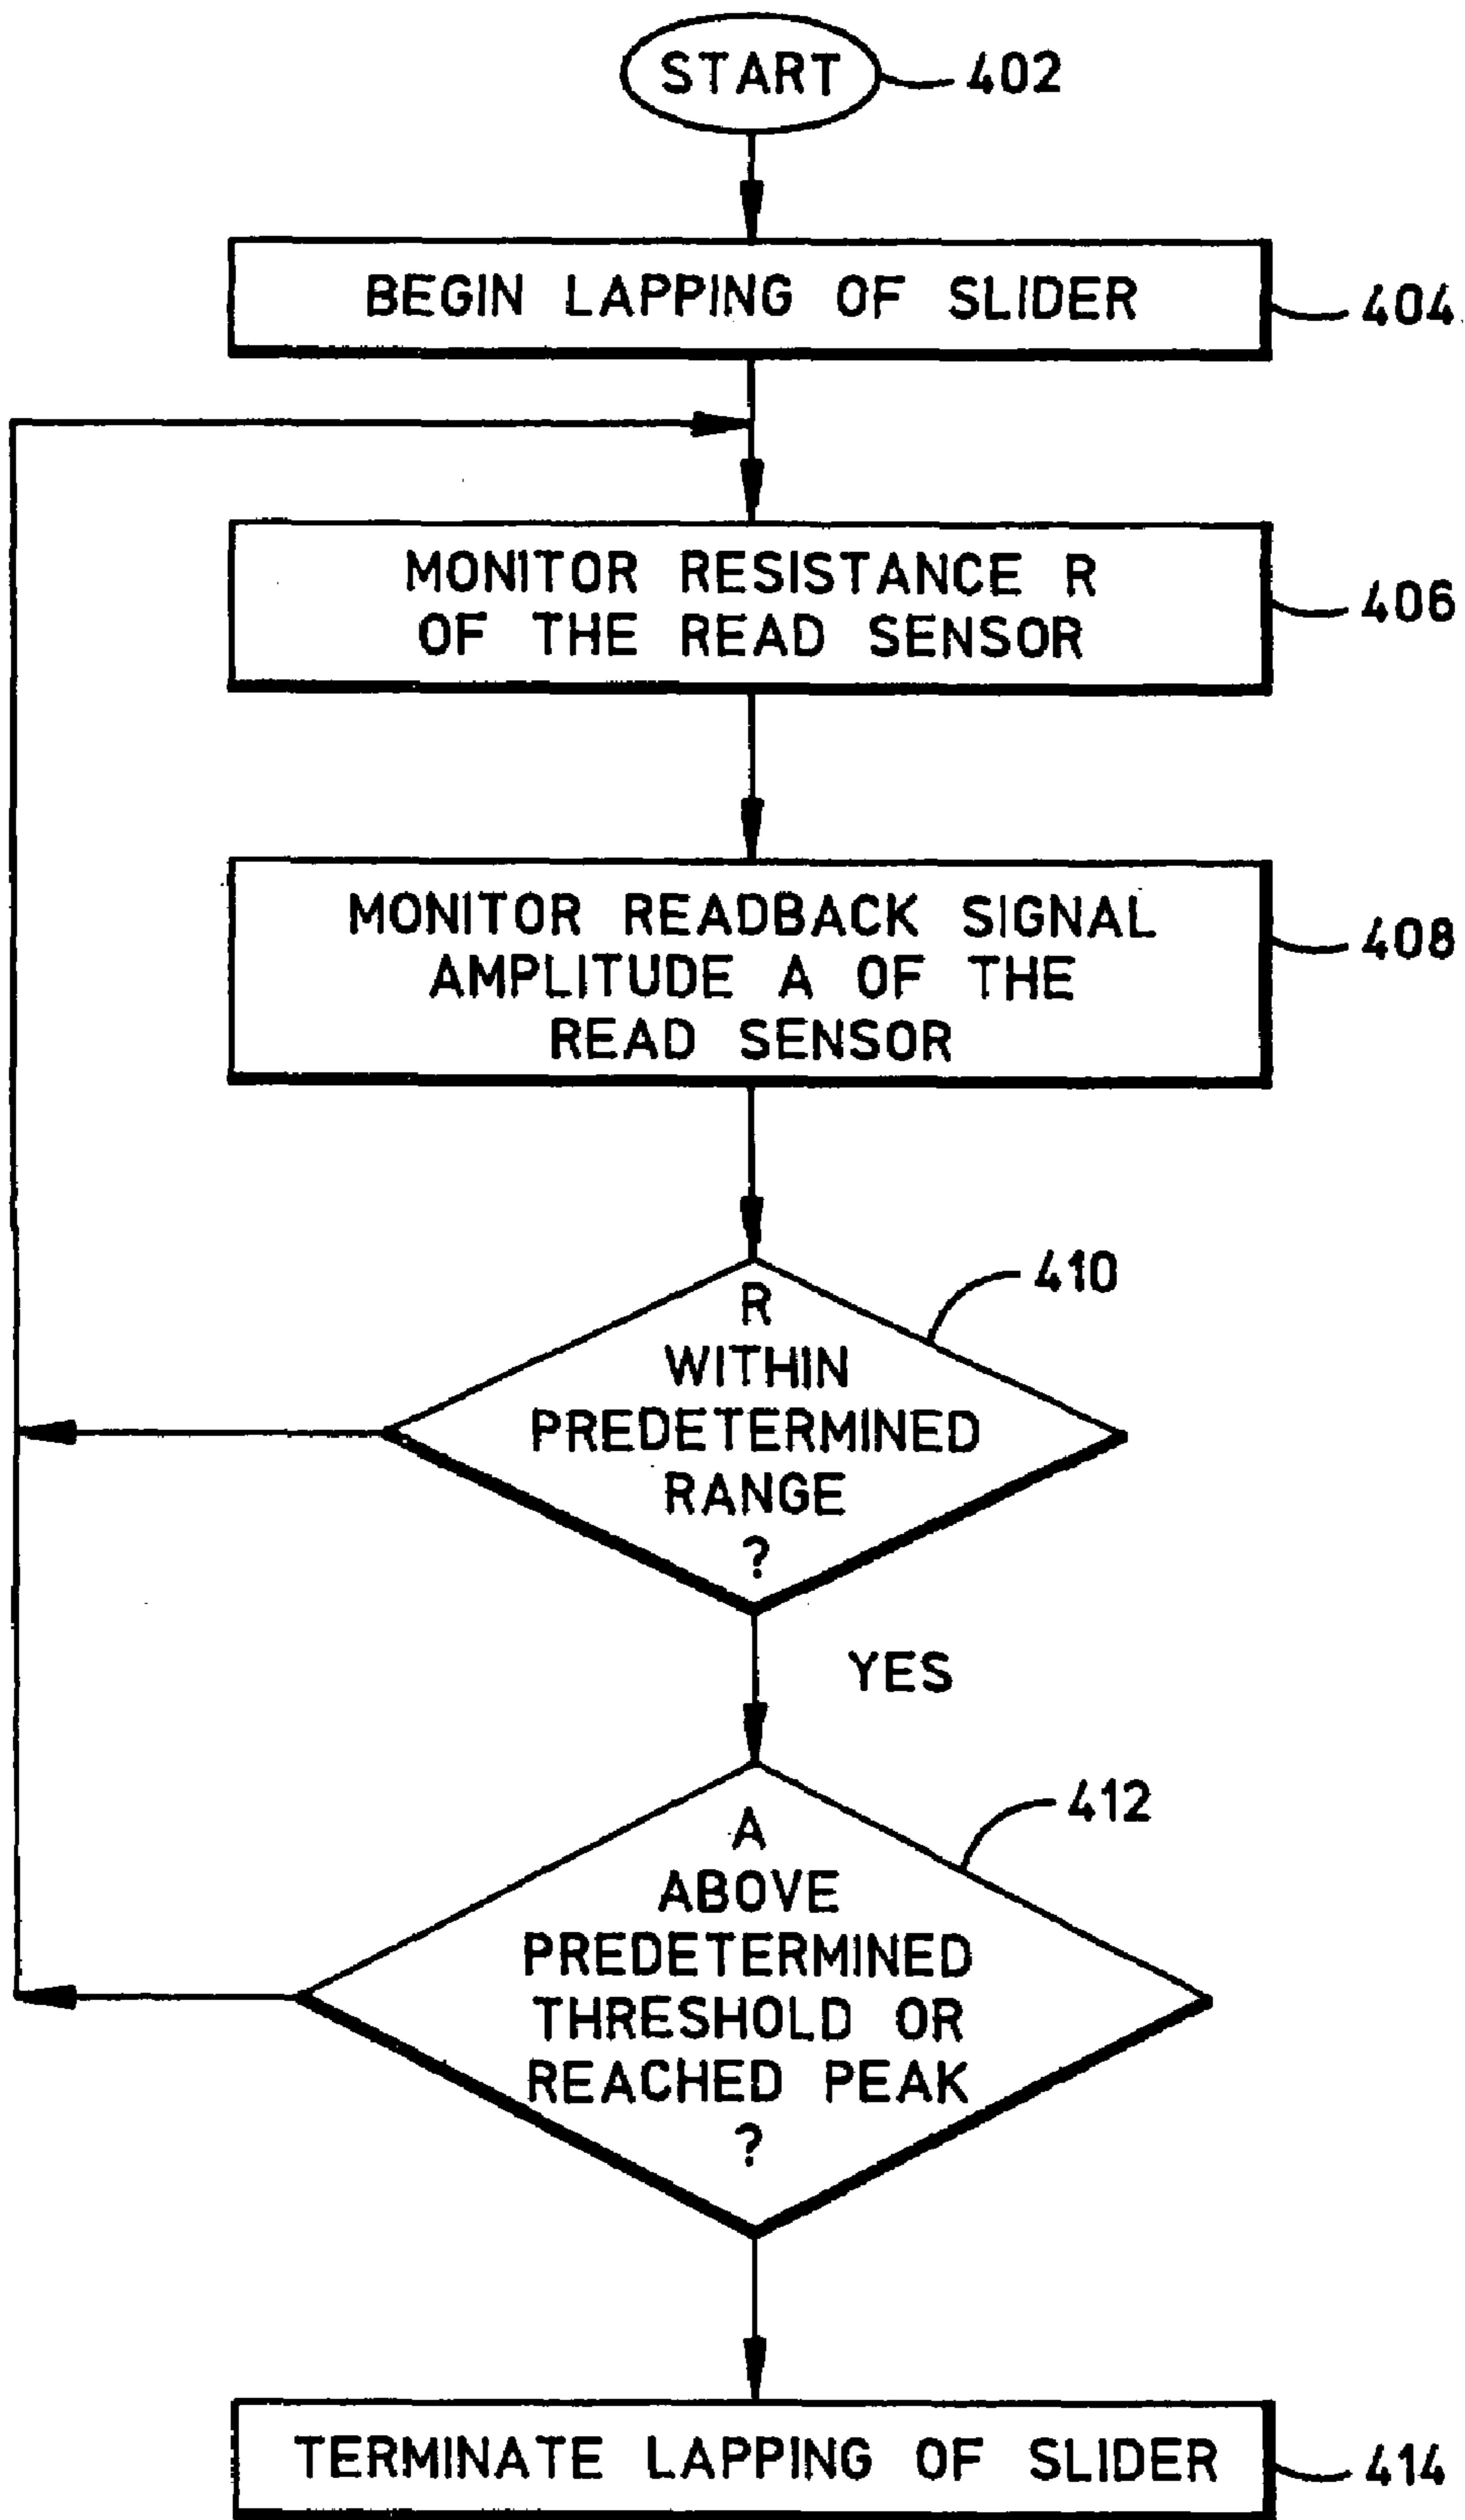 START 402
BEGIN LAPPING OF SLIDER 404
MONITOR RESISTANCE R
OF THE READ SENSOR
406
MONITOR READBACK SIGNAL
AMPLITUDE A OF THE
READ SENSOR
408
410
R
WITHIN
PREDETERMINED
RANGE
?
YES
412
A
ABOVE
PREDETERMINED
THRESHOLD OR
REACHED PEAK
?
TERMINATE LAPPING OF SLIDER 414